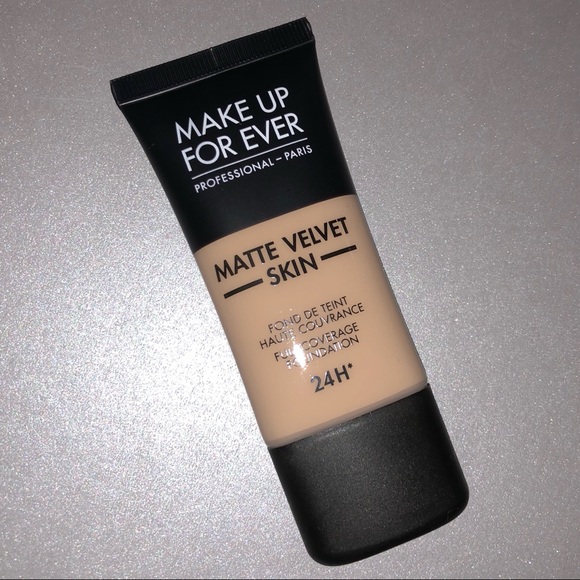 MAKE UP
FOR EVER
PROFESSIONAL – PARIS
MATTE VELVET
SKIN
FOND DE TEINT
HAUTE COUVRANCE
FULL COVERAGE
FOUNDATION
24H*